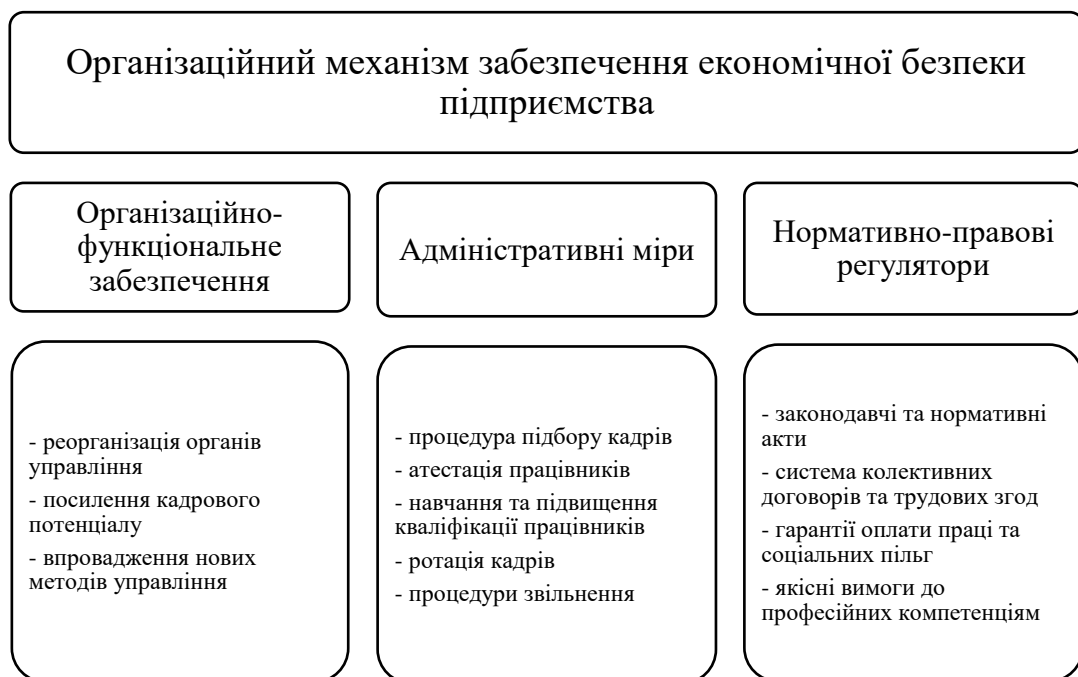 Організаційний механізм забезпечення економічної безпеки
підприємства
Організаційно-
функціональне
забезпечення
Адміністративні міри
Нормативно-правові
регулятори
- реорганізація органів
управління
- посилення кадрового
потенціалу
- впровадження нових
методів управління
- процедура підбору кадрів
- атестація працівників
- навчання та підвищення
кваліфікації працівників
- ротація кадрів
- процедури звільнення
- законодавчі та нормативні
акти
- система колективних
договорів та трудових згод
- гарантії оплати праці та
соціальних пільг
- якісні вимоги до
професійних компетенціям